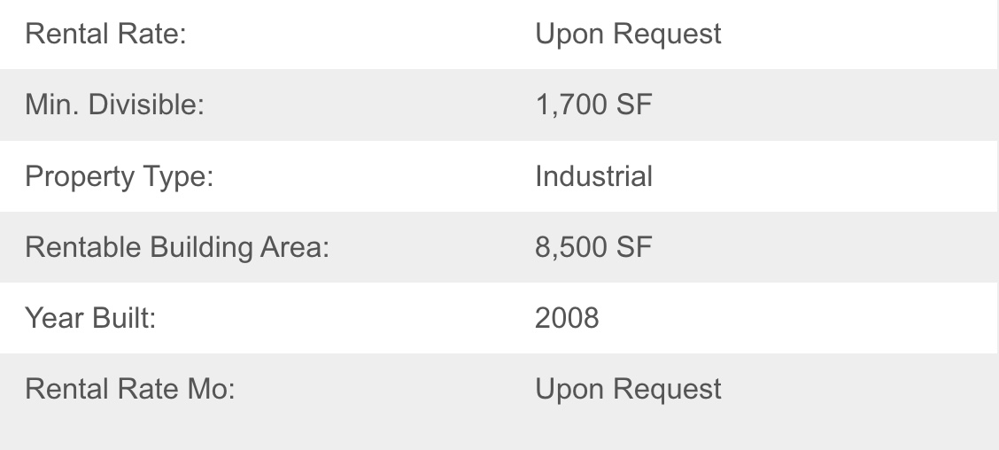 Rental Rate: Upon Request
Min. Divisible: 1,700 SF
Property Type: Industrial
Rentable Building Area: 8,500 SF
Year Built: 2008
Rental Rate Mo: Upon Request